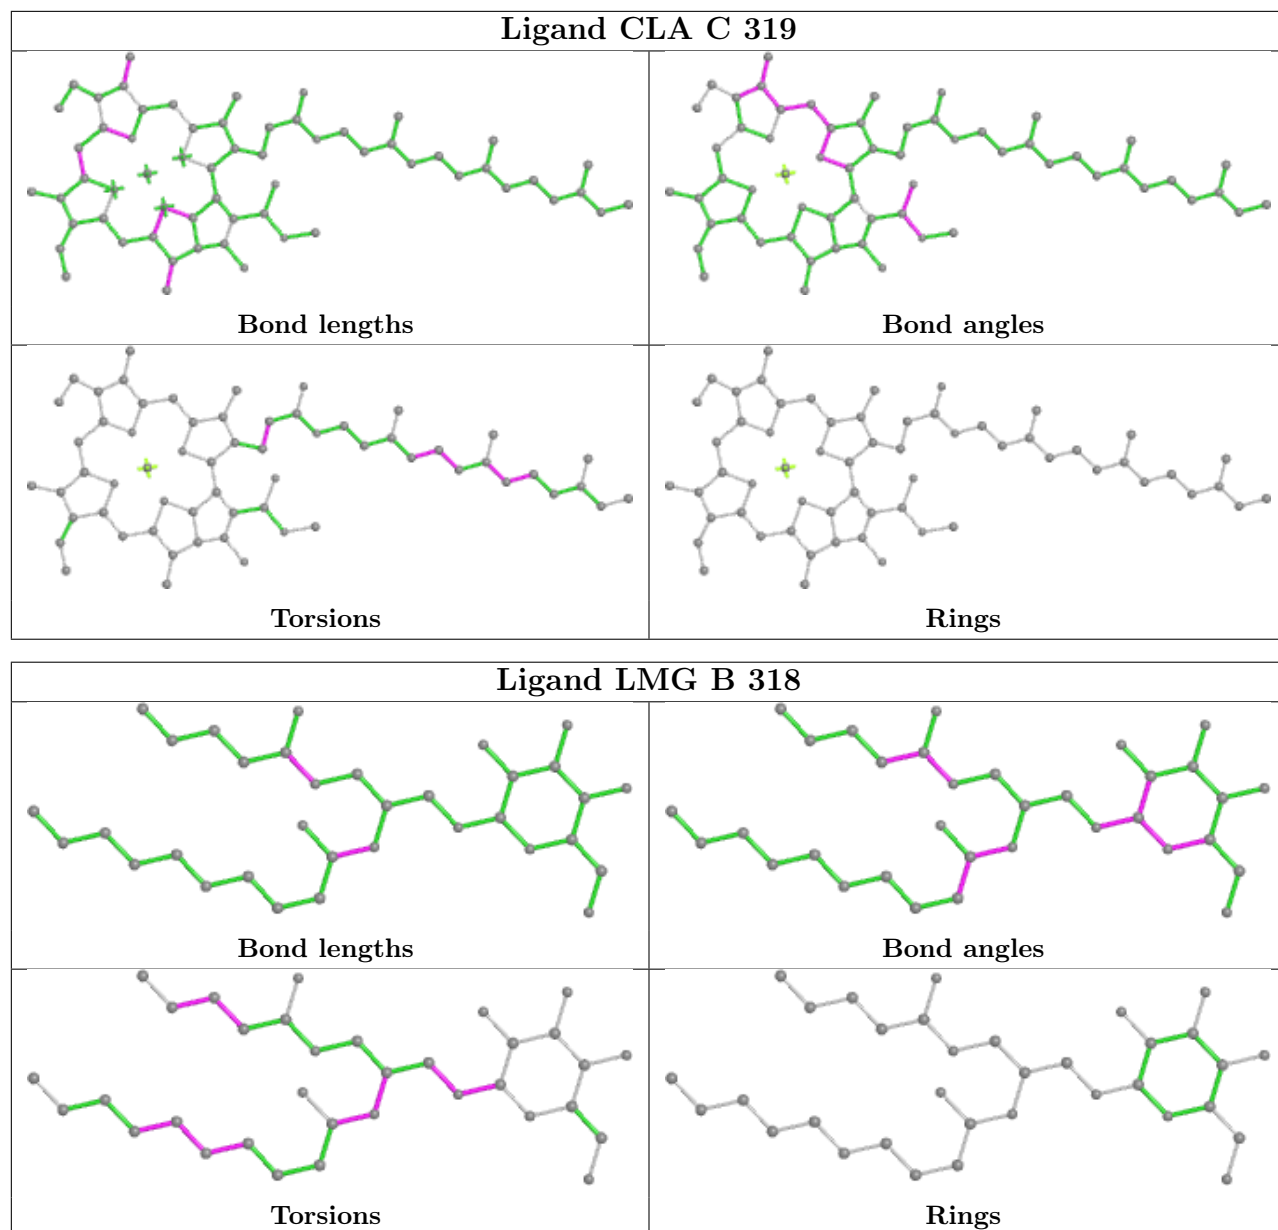 Ligand CLA C 319
Bond lengths
Bond angles
Torsions
Rings
Ligand LMG B 318
Bond lengths
Bond angles
Torsions
Rings